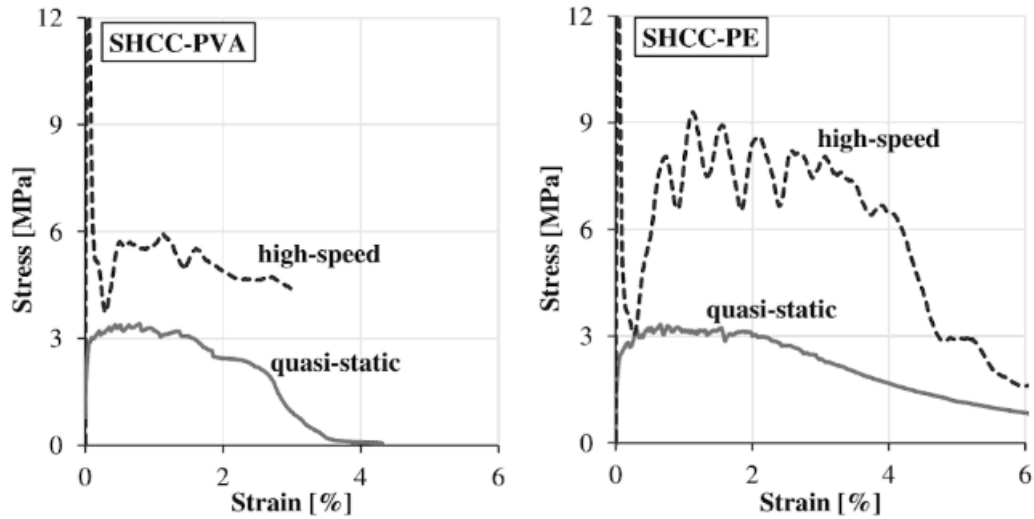 SHCC-PVA
12
9
6
3
0
Stress [MPa]
high-speed
quasi-static
0
2
4
6
Strain [%]
SHCC-PE
12
9
6
3
0
Stress [MPa]
high-speed
quasi-static
0
2
4
6
Strain [%]